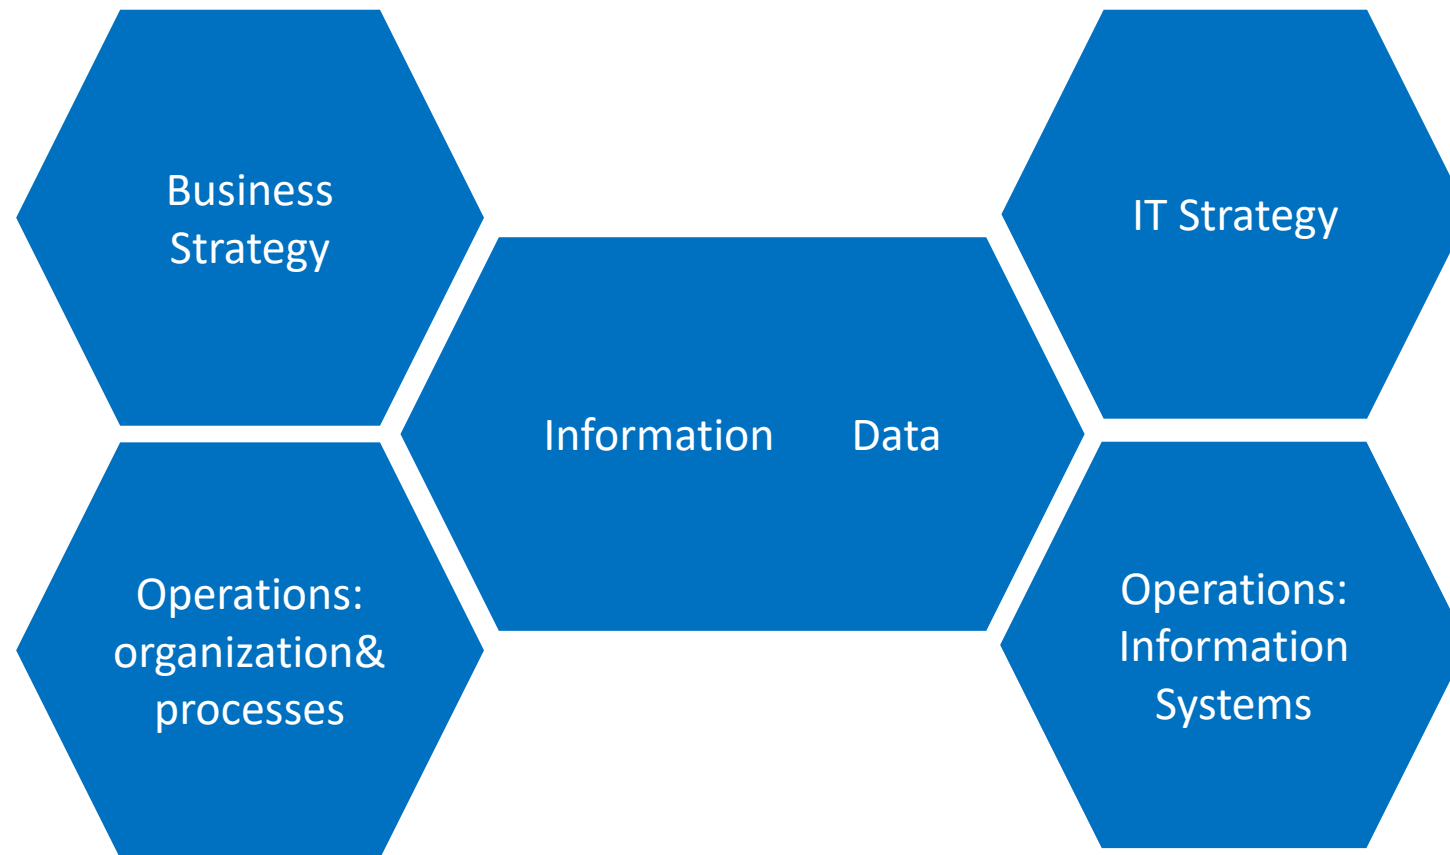 Business
Strategy
IT Strategy
Information Data
Operations:
organization&
processes
Operations:
Information
Systems